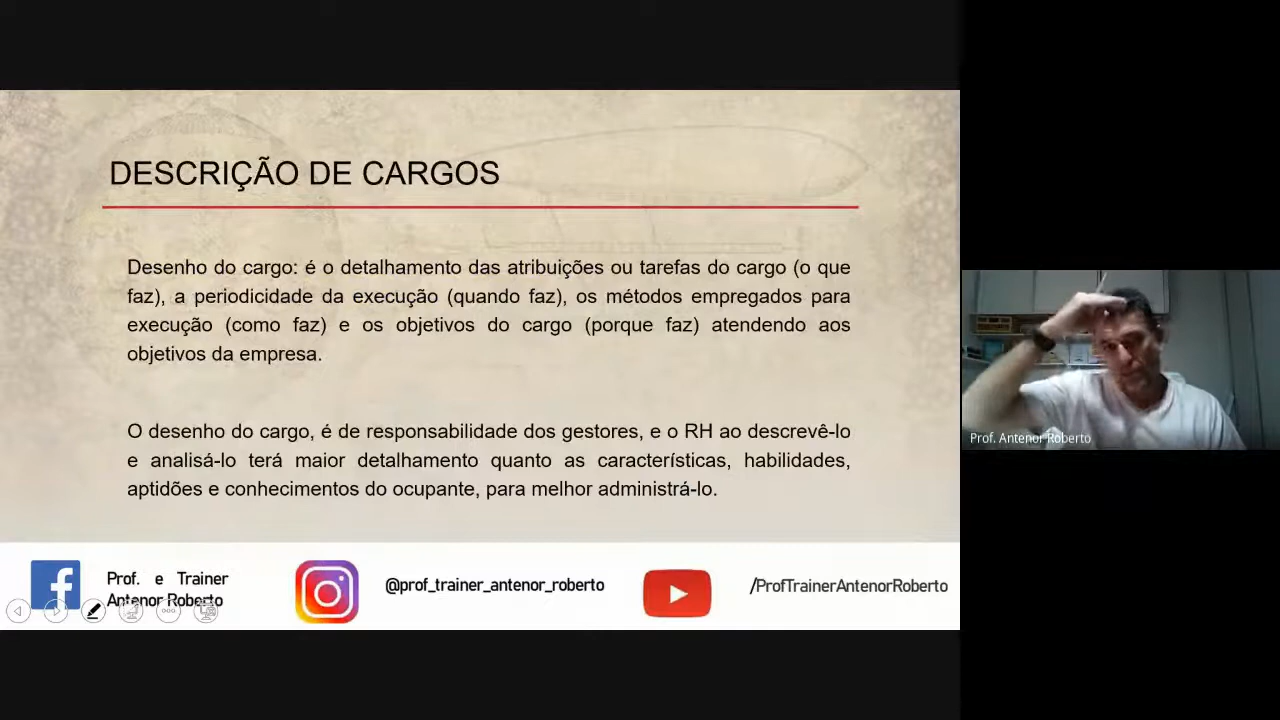 DESCRIÇÃO DE CARGOS
Desenho do cargo: é o detalhamento das atribuições ou tarefas do cargo (o que
faz), a periodicidade da execução (quando faz), os métodos empregados para
execução (como faz) e os objetivos do cargo (porque faz) atendendo aos
objetivos da empresa.
O desenho do cargo, é de responsabilidade dos gestores, e o RH ao descrevê-lo
e analisá-lo terá maior detalhamento quanto as características, habilidades,
aptidões e conhecimentos do ocupante, para melhor administrá-lo.
Prof. e Trainer
Antenor Roberto
@prof_trainer_antenor_roberto
/ProfTrainerAntenorRoberto
Prof. Antenor Roberto